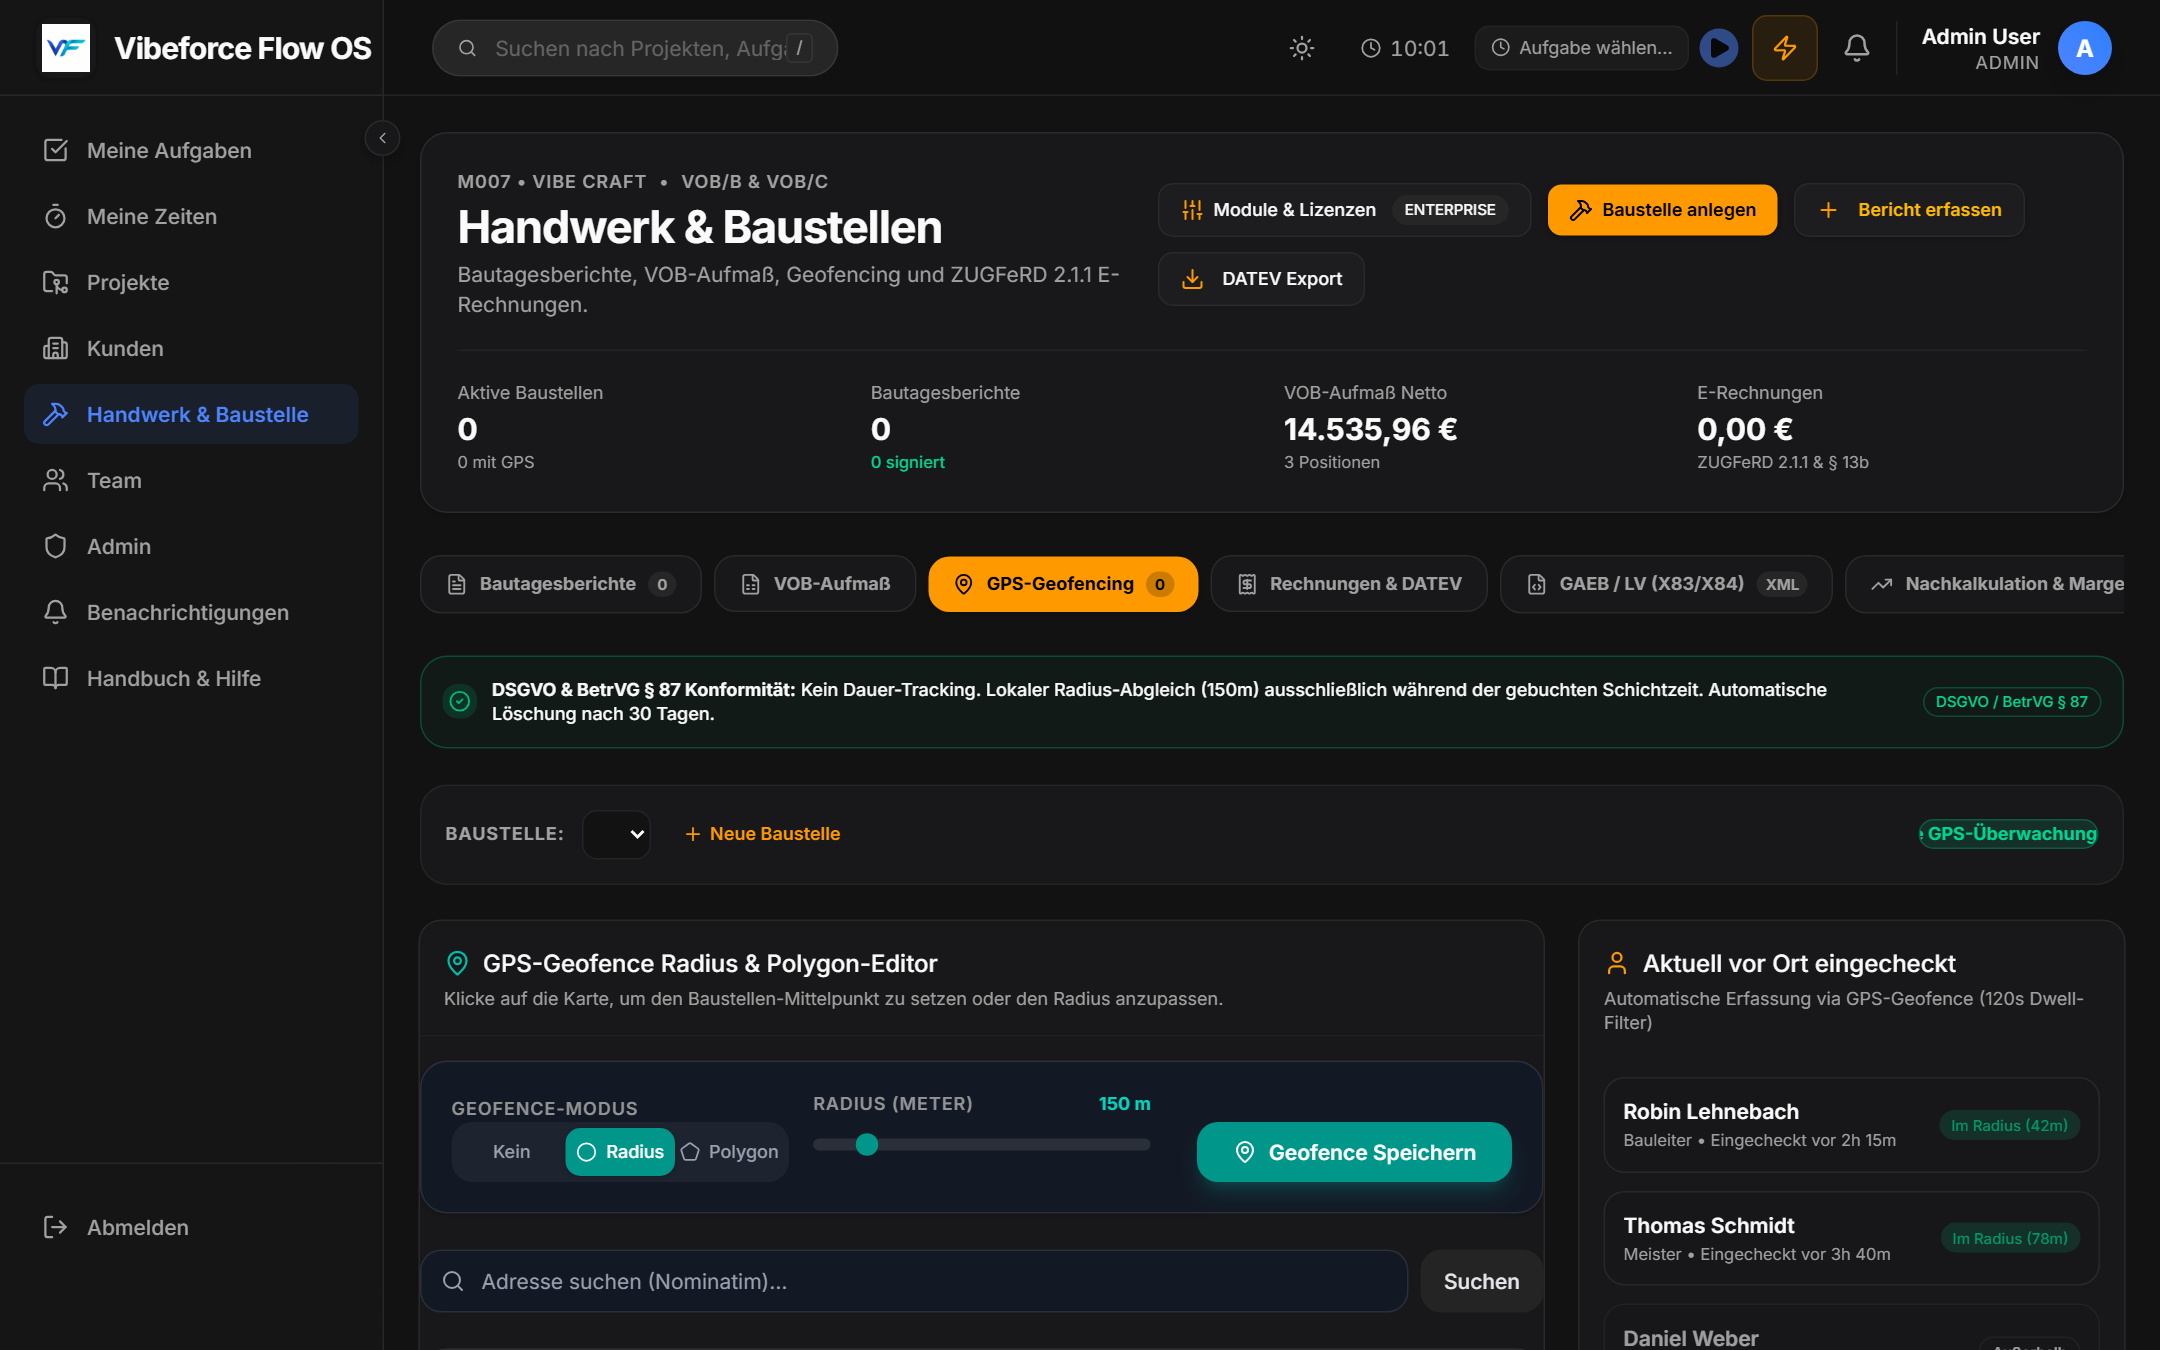 VF
Vibeforce Flow OS
Suchen nach Projekten, Aufga
/
10:01
Aufgabe wählen...
Admin User
ADMIN
A
Meine Aufgaben
Meine Zeiten
Projekte
Kunden
Handwerk & Baustelle
Team
Admin
Benachrichtigungen
Handbuch & Hilfe
Abmelden
M007 • VIBE CRAFT • VOB/B & VOB/C
Handwerk & Baustellen
Bautagesberichte, VOB-Aufmaß, Geofencing und ZUGFeRD 2.1.1 E-
Rechnungen.
Module & Lizenzen ENTERPRISE
Baustelle anlegen
Bericht erfassen
DATEV Export
Aktive Baustellen
0
0 mit GPS
Bautagesberichte
0
0 signiert
VOB-Aufmaß Netto
14.535,96 €
3 Positionen
E-Rechnungen
0,00 €
ZUGFeRD 2.1.1 & § 13b
Bautagesberichte 0
VOB-Aufmaß
GPS-Geofencing 0
Rechnungen & DATEV
GAEB / LV (X83/X84) XML
Nachkalkulation & Marge
DSGVO & BetrVG § 87 Konformität: Kein Dauer-Tracking. Lokaler Radius-Abgleich (150m) ausschließlich während der gebuchten Schichtzeit. Automatische
Löschung nach 30 Tagen.
DSGVO / BetrVG § 87
BAUSTELLE:
Neue Baustelle
GPS-Überwachung
GPS-Geofence Radius & Polygon-Editor
Klicke auf die Karte, um den Baustellen-Mittelpunkt zu setzen oder den Radius anzupassen.
GEOFENCE-MODUS
Kein
Radius
Polygon
RADIUS (METER)
150 m
Geofence Speichern
Adresse suchen (Nominatim)...
Suchen
Aktuell vor Ort eingecheckt
Automatische Erfassung via GPS-Geofence (120s Dwell-
Filter)
Robin Lehnebach
Bauleiter • Eingecheckt vor 2h 15m
Im Radius (42m)
Thomas Schmidt
Meister • Eingecheckt vor 3h 40m
Im Radius (78m)
Daniel Weber